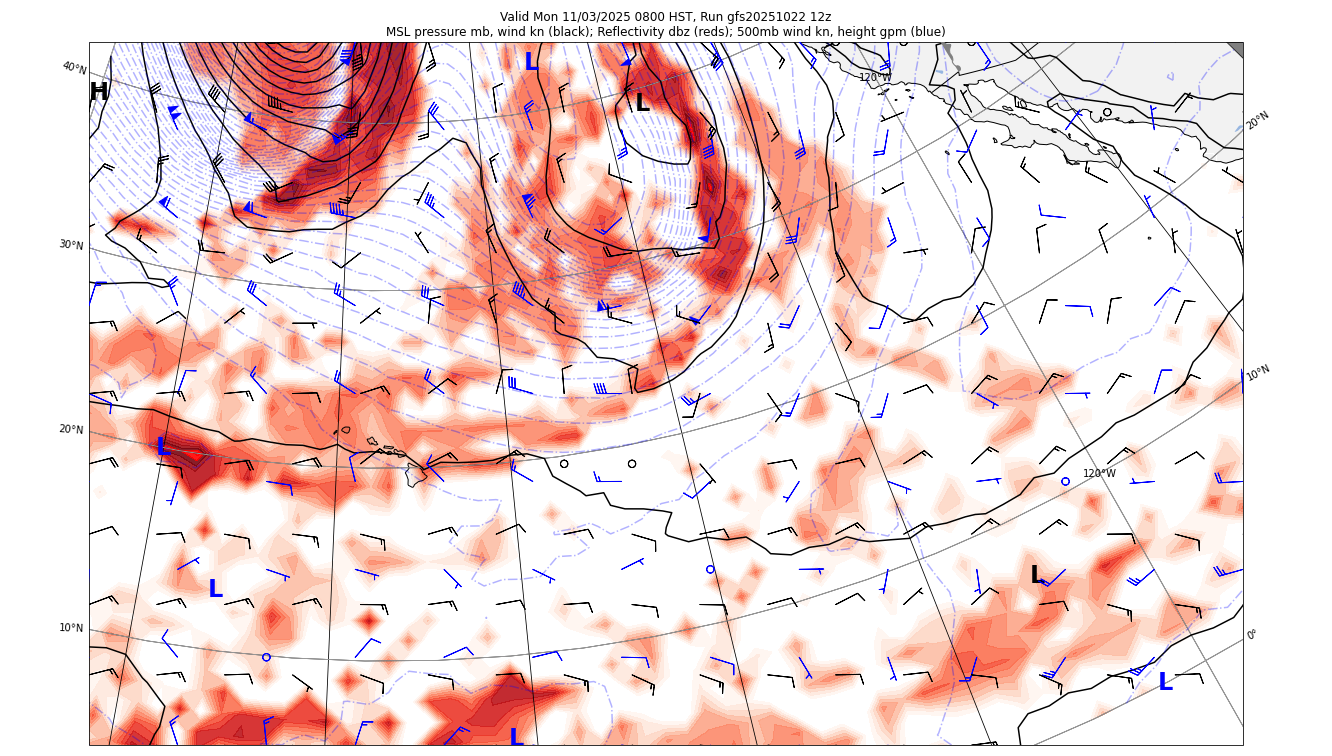 Valid Mon 11/03/2025 0800 HST, Run gfs20251022 12z
MSL pressure mb, wind kn (black); Reflectivity dbz (reds); 500mb wind kn, height gpm (blue)
40°N
H
L
L
120°W
20°N
30°N
10°N
20°N
L
120°W
L
L
10°N
0°
L
L